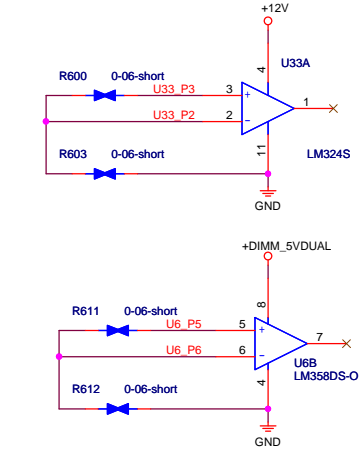 +12V
4
U33A
R600 0-06-short
U33_P3 3 + 1
U33_P2 2 -
R603 0-06-short
11
LM324S
GND
+DIMM_5VDUAL
8
R611 0-06-short
U6_P5 5 + 7
U6_P6 6 -
U6B
LM358DS-O
4
R612 0-06-short
GND